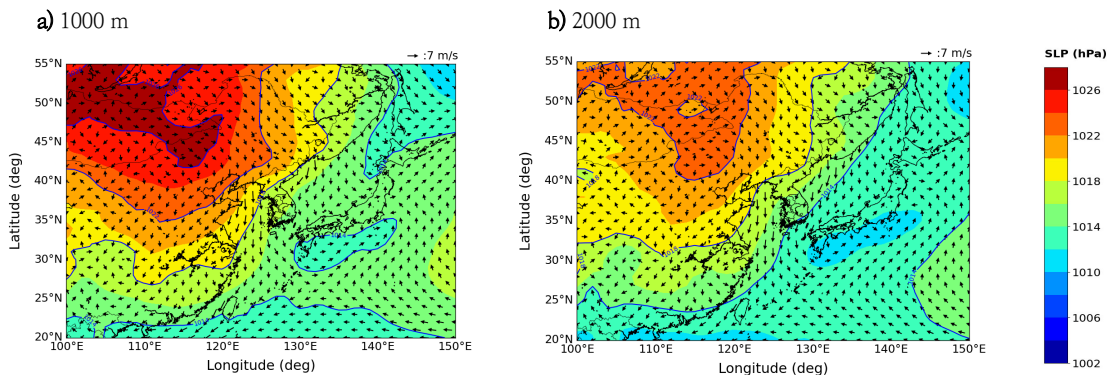 a) 1000 m
b) 2000 m
:7 m/s
:7 m/s
SLP (hPa)
55°N
50°N
45°N
40°N
35°N
30°N
25°N
20°N
Latitude (deg)
100°E
110°E
120°E
130°E
140°E
150°E
Longitude (deg)
55°N
50°N
45°N
40°N
35°N
30°N
25°N
20°N
Latitude (deg)
100°E
110°E
120°E
130°E
140°E
150°E
Longitude (deg)
1026
1022
1018
1014
1010
1006
1002